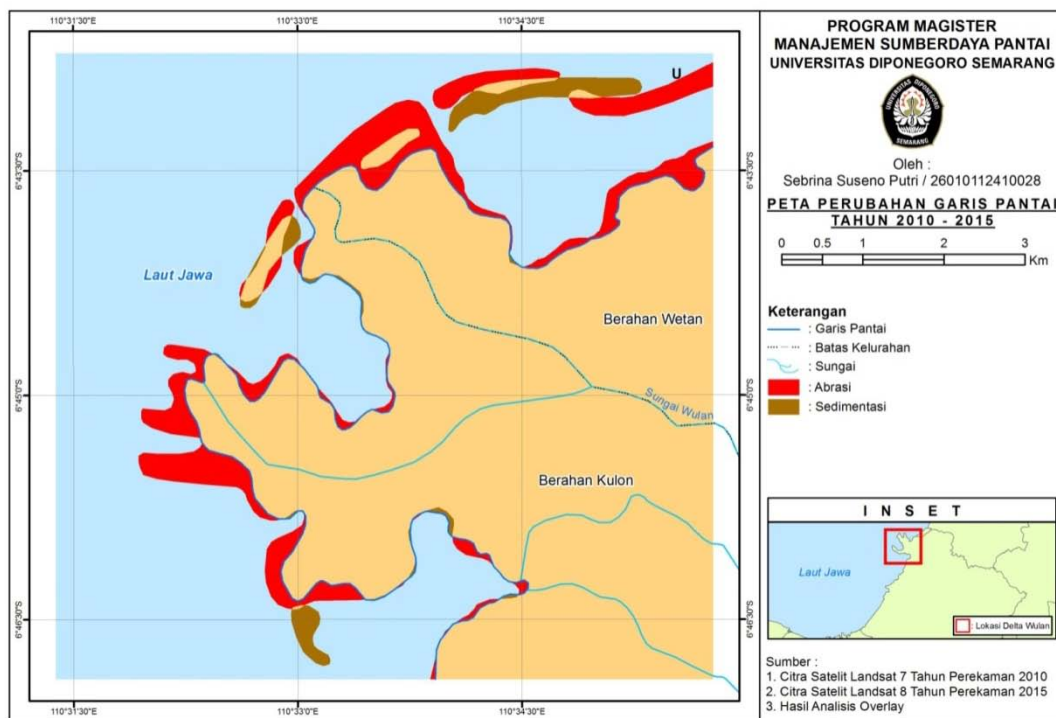 110°31'30"E
110°33'0"E
110°34'30"E
6°43'30"S
6°45'0"S
6°46'30"S
6°43'30"S
6°45'0"S
6°46'30"S
110°31'30"E
110°33'0"E
110°34'30"E
U
Laut Jawa
Berahan Wetan
Sungai Wulan
Berahan Kulon
PROGRAM MAGISTER
MANAJEMEN SUMBERDAYA PANTAI
UNIVERSITAS DIPONEGORO SEMARANG
UNIVERSITAS DIPONEGORO
SEMARANG
Oleh :
Sebrina Suseno Putri / 26010112410028
PETA PERUBAHAN GARIS PANTAI
TAHUN 2010 - 2015
0 0.5 1 2 3
Km
Keterangan
: Garis Pantai
: Batas Kelurahan
: Sungai
: Abrasi
: Sedimentasi
I N S E T
Laut Jawa
: Lokasi Delta Wulan
Sumber :
1. Citra Satelit Landsat 7 Tahun Perekaman 2010
2. Citra Satelit Landsat 8 Tahun Perekaman 2015
3. Hasil Analisis Overlay